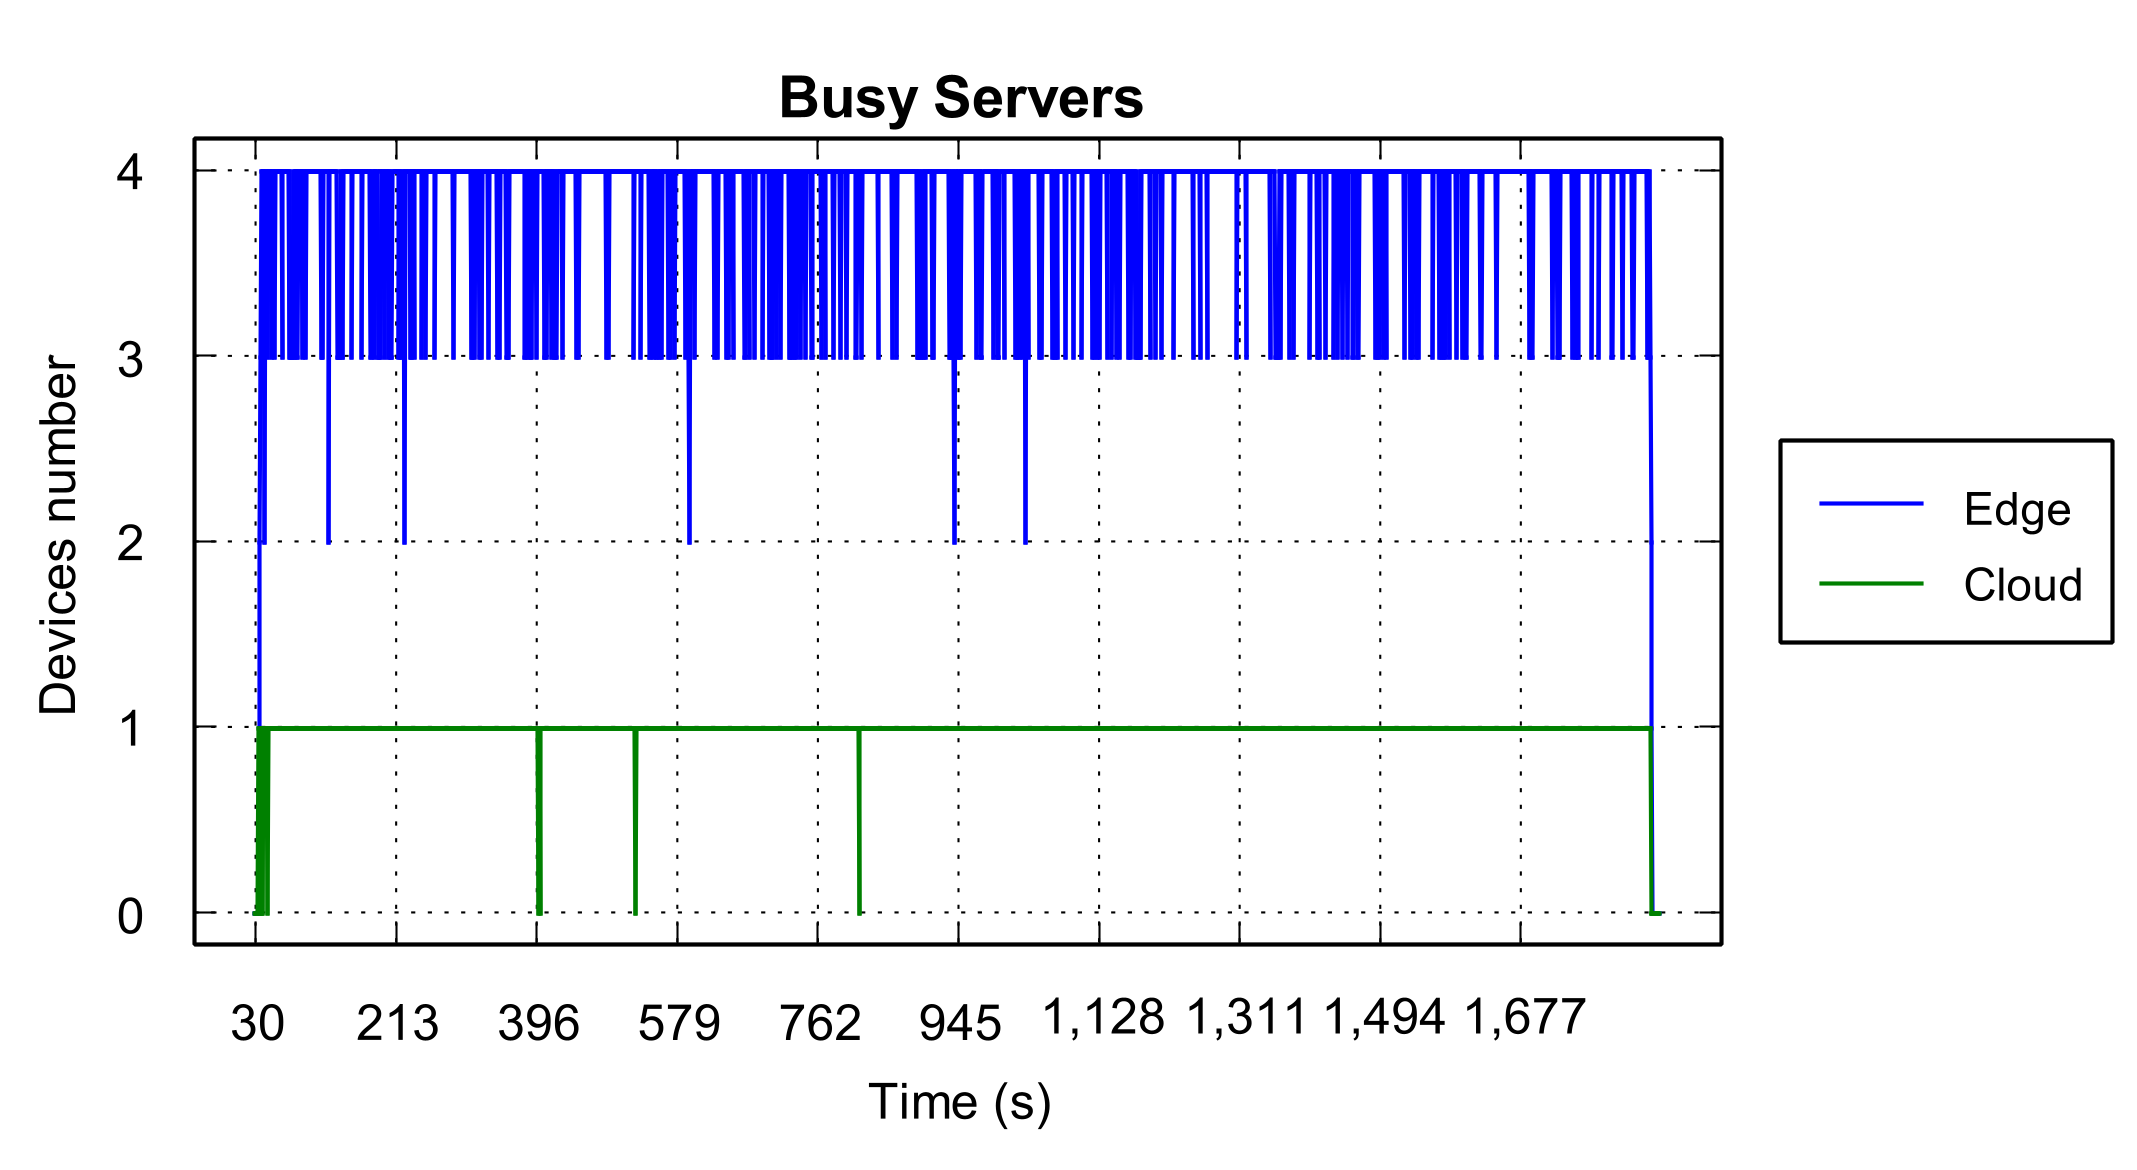 Busy Servers
4
3
2
1
0
Devices number
30 213 396 579 762 945 1,128 1,311 1,494 1,677
Time (s)
Edge
Cloud